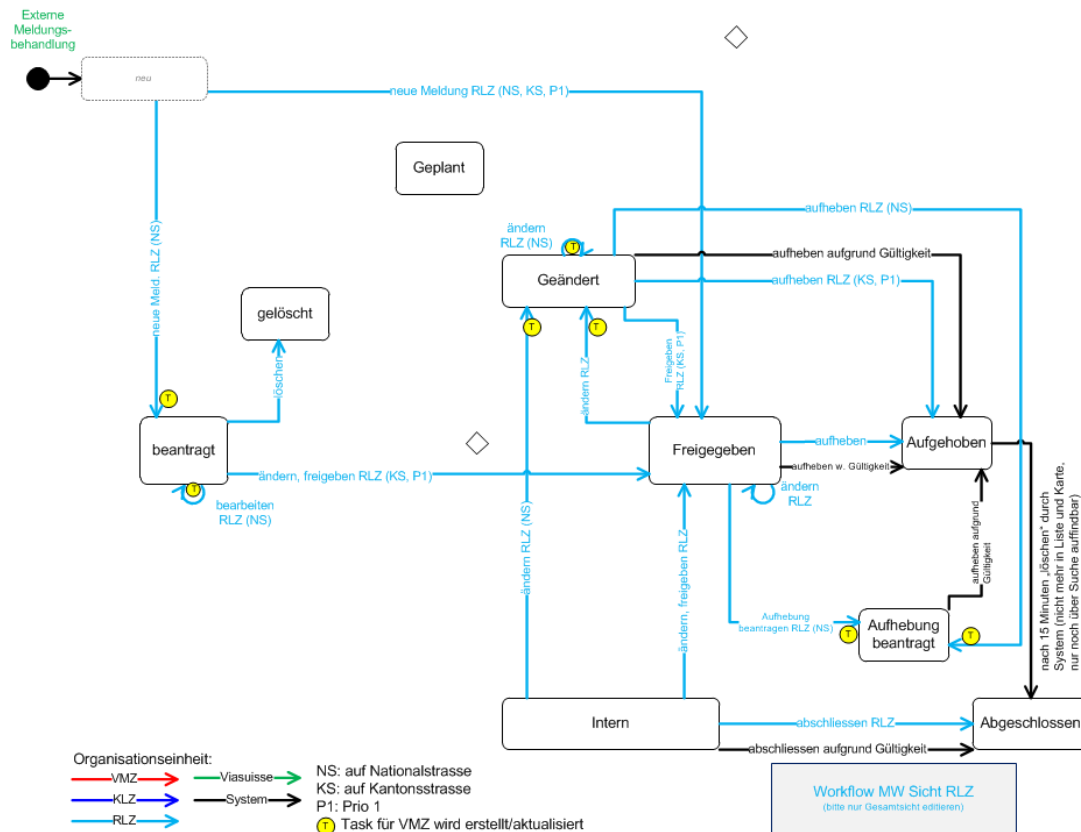 Externe
Meldungs-
behandlung
neu
neue Meldung RLZ (NS, KS, P1)
Geplant
aufheben RLZ (NS)
ändern
RLZ (NS)
T
aufheben aufgrund Gültigkeit
Geändert
aufheben RLZ (KS, P1)
neue Meld. RLZ (NS)
gelöscht
T
T
löschen
ändern RLZ
Freigeben
RLZ (KS, P1)
T
beantragt
Freigegeben
aufheben
Aufgehoben
ändern, freigeben RLZ (KS, P1)
aufheben w. Gültigkeit
T
bearbeiten
RLZ (NS)
ändern
RLZ
ändern RLZ (NS)
ändern, freigeben RLZ
aufheben aufgrund
Gültigkeit
nach 15 Minuten „löschen“ durch
System (nicht mehr in Liste und Karte,
nur noch über Suche auffindbar)
Aufhebung
beantragen RLZ (NS)
T
Aufhebung
beantragt
T
Intern
abschliessen RLZ
Abgeschlossen
abschliessen aufgrund Gültigkeit
Organisationseinheit:
VMZ
Viasuisse
KLZ
System
RLZ
NS: auf Nationalstrasse
KS: auf Kantonsstrasse
P1: Prio 1
T Task für VMZ wird erstellt/aktualisiert
Workflow MW Sicht RLZ
(bitte nur Gesamtsicht editieren)